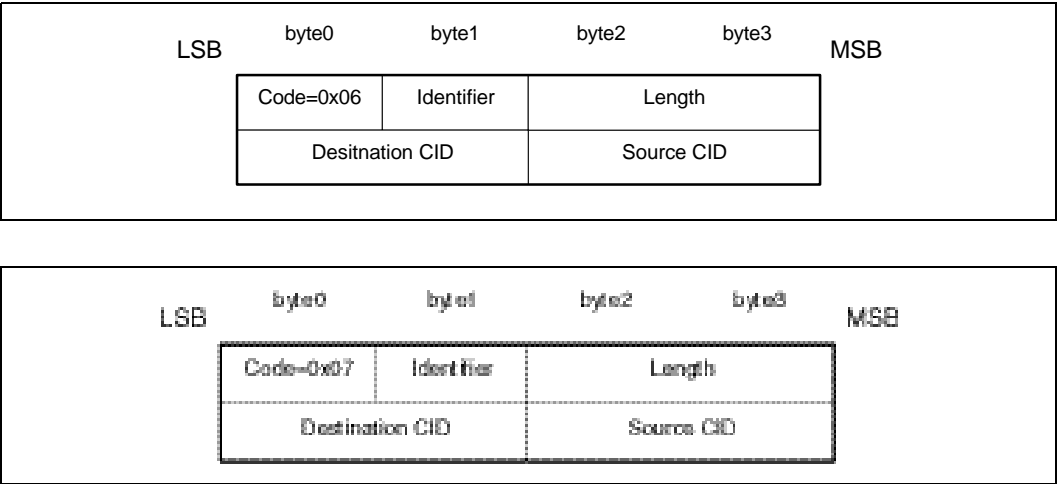 byte0 byte1 byte2 byte3
LSB MSB
Code=0x06 Identifier Length
Desitnation CID Source CID
byte0 byte1 byte2 byte3
LSB MSB
Code=0x07 Identifier Length
Destination CID Source CID